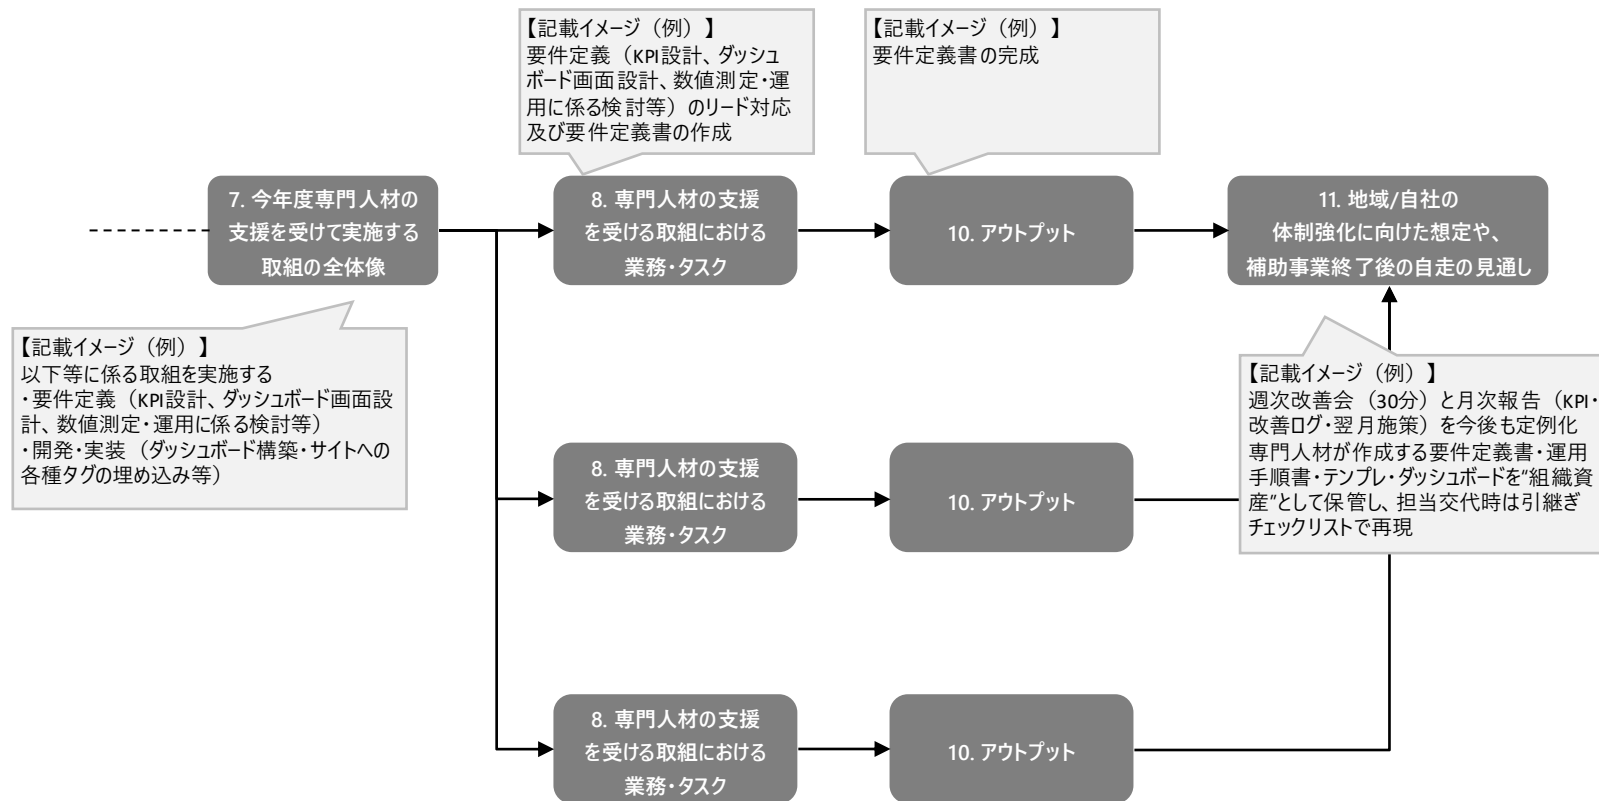 【記載イメージ（例）】
要件定義（KPI設計、ダッシュ
ボード画面設計、数値測定・運
用に係る検討等）のリード対応
及び要件定義書の作成
【記載イメージ（例）】
要件定義書の完成
7. 今年度専門人材の
支援を受けて実施する
取組の全体像
8. 専門人材の支援
を受ける取組における
業務・タスク
10. アウトプット
11. 地域/自社の
体制強化に向けた想定や、
補助事業終了後の自走の見通し
【記載イメージ（例）】
以下等に係る取組を実施する
・要件定義（KPI設計、ダッシュボード画面設
計、数値測定・運用に係る検討等）
・開発・実装（ダッシュボード構築・サイトへの
各種タグの埋め込み等）
【記載イメージ（例）】
週次改善会（30分）と月次報告（KPI・
改善ログ・翌月施策）を今後も定例化
専門人材が作成する要件定義書・運用
手順書・テンプレ・ダッシュボードを”組織資
産”として保管し、担当交代時は引継ぎ
チェックリストで再現
8. 専門人材の支援
を受ける取組における
業務・タスク
10. アウトプット
8. 専門人材の支援
を受ける取組における
業務・タスク
10. アウトプット